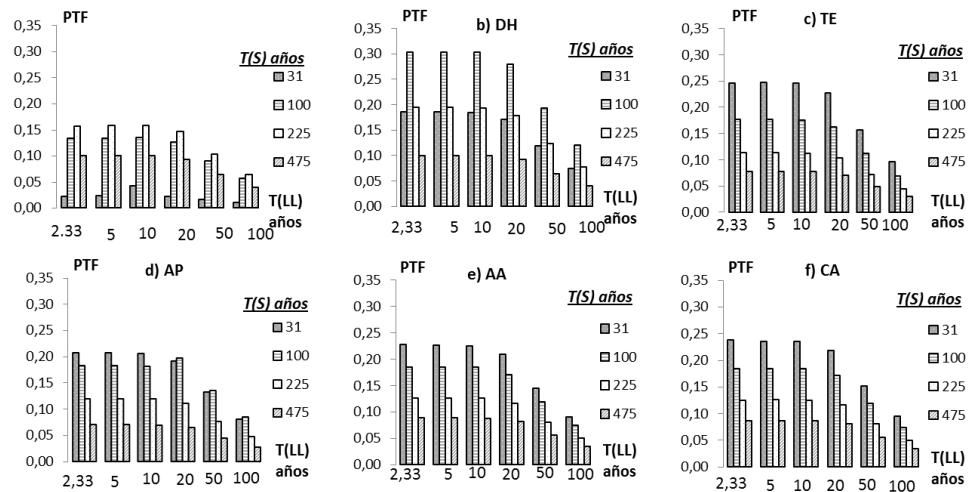 PTF
0,35
0,30
0,25
0,20
0,15
0,10
0,05
0,00
2,33 5 10 20 50 100
T(LL)
años
T(S) años
31
100
225
475
PTF
b) DH
0,35
0,30
0,25
0,20
0,15
0,10
0,05
0,00
2,33 5 10 20 50 100
T(LL)
años
T(S) años
31
100
225
475
PTF
c) TE
0,35
0,30
0,25
0,20
0,15
0,10
0,05
0,00
2,33 5 10 20 50 100
T(LL)
años
T(S) años
31
100
225
475
PTF
d) AP
0,35
0,30
0,25
0,20
0,15
0,10
0,05
0,00
2,33 5 10 20 50 100
T(LL)
años
T(S) años
31
100
225
475
PTF
e) AA
0,35
0,30
0,25
0,20
0,15
0,10
0,05
0,00
2,33 5 10 20 50 100
T(LL)
años
T(S) años
31
100
225
475
PTF
f) CA
0,35
0,30
0,25
0,20
0,15
0,10
0,05
0,00
2,33 5 10 20 50 100
T(LL)
años
T(S) años
31
100
225
475